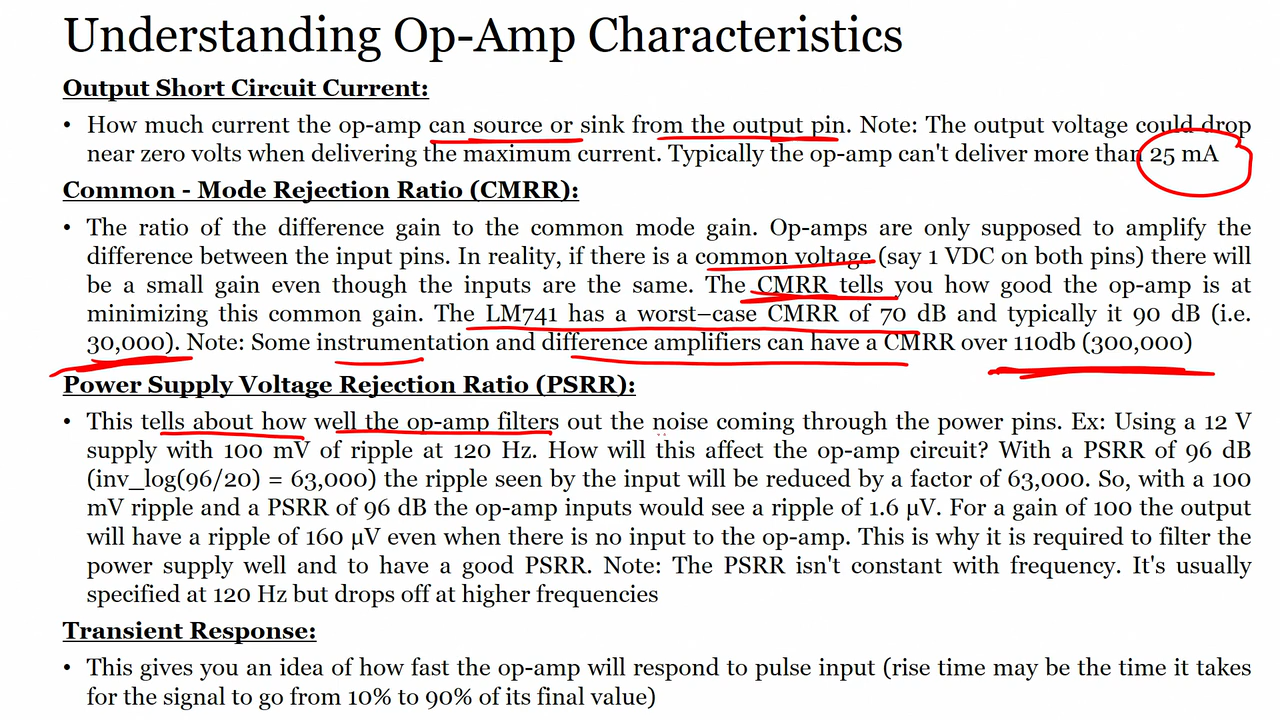 Understanding Op-Amp Characteristics
Output Short Circuit Current:
• How much current the op-amp can source or sink from the output pin. Note: The output voltage could drop
near zero volts when delivering the maximum current. Typically the op-amp can't deliver more than 25 mA
Common - Mode Rejection Ratio (CMRR):
• The ratio of the difference gain to the common mode gain. Op-amps are only supposed to amplify the
difference between the input pins. In reality, if there is a common voltage (say 1 VDC on both pins) there will
be a small gain even though the inputs are the same. The CMRR tells you how good the op-amp is at
minimizing this common gain. The LM741 has a worst–case CMRR of 70 dB and typically it 90 dB (i.e.
30,000). Note: Some instrumentation and difference amplifiers can have a CMRR over 110db (300,000)
Power Supply Voltage Rejection Ratio (PSRR):
• This tells about how well the op-amp filters out the noise coming through the power pins. Ex: Using a 12 V
supply with 100 mV of ripple at 120 Hz. How will this affect the op-amp circuit? With a PSRR of 96 dB
(inv_log(96/20) = 63,000) the ripple seen by the input will be reduced by a factor of 63,000. So, with a 100
mV ripple and a PSRR of 96 dB the op-amp inputs would see a ripple of 1.6 µV. For a gain of 100 the output
will have a ripple of 160 µV even when there is no input to the op-amp. This is why it is required to filter the
power supply well and to have a good PSRR. Note: The PSRR isn't constant with frequency. It's usually
specified at 120 Hz but drops off at higher frequencies
Transient Response:
• This gives you an idea of how fast the op-amp will respond to pulse input (rise time may be the time it takes
for the signal to go from 10% to 90% of its final value)